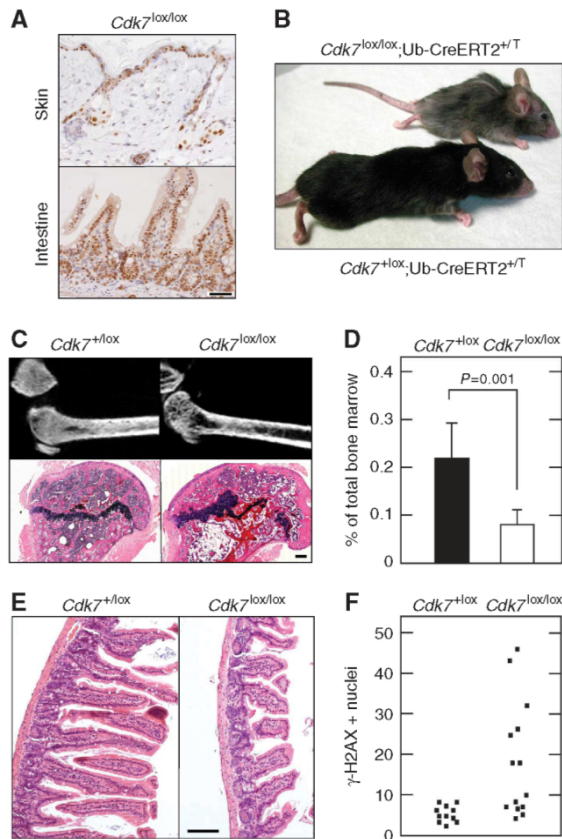 A
Cdk7lox/lox
Skin
Intestine
B
Cdk7lox/lox;Ub-CreERT2+/T
Cdk7+lox;Ub-CreERT2+/T
C
Cdk7+/lox
Cdk7lox/lox
D
Cdk7+lox Cdk7lox/lox
% of total bone marrow
0.4
0.3
0.2
0.1
0
P=0.001
E
Cdk7+/lox
Cdk7lox/lox
F
Cdk7+lox Cdk7lox/lox
γ-H2AX + nuclei
50
40
30
20
10
0